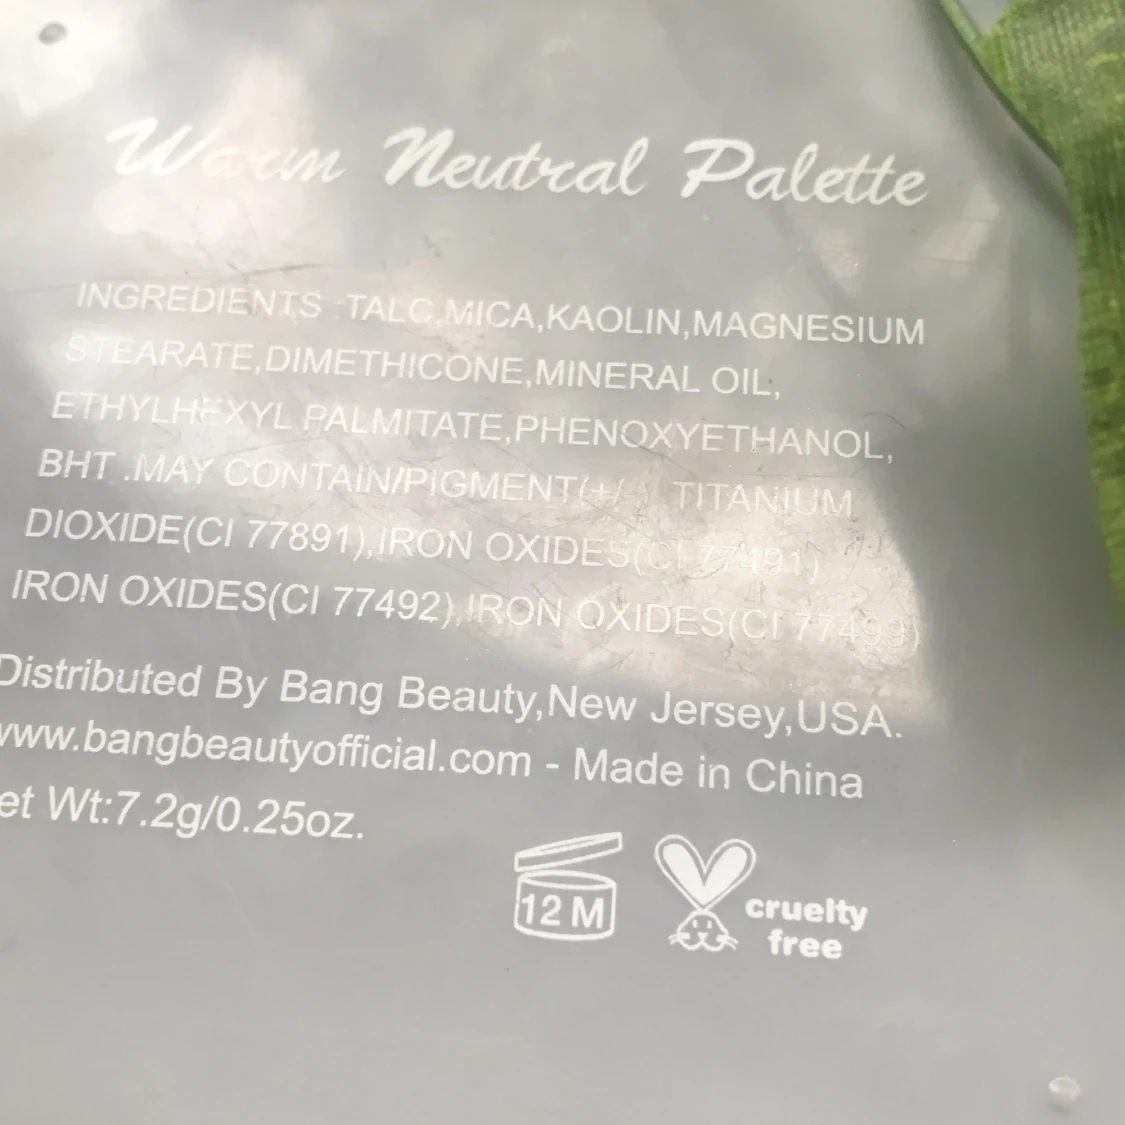 Warm Neutral Palette
INGREDIENTS :TALC,MICA,KAOLIN,MAGNESIUM
STEARATE,DIMETHICONE,MINERAL OIL,
ETHYLHEXYL PALMITATE,PHENOXYETHANOL,
BHT .MAY CONTAIN/PIGMENT(+/-) TITANIUM
DIOXIDE(CI 77891),IRON OXIDES(CI 77491)
IRON OXIDES(CI 77492),IRON OXIDES(CI 77499)
Distributed By Bang Beauty,New Jersey,USA.
www.bangbeautyofficial.com - Made in China
et Wt:7.2g/0.25oz.
12 M
cruelty
free